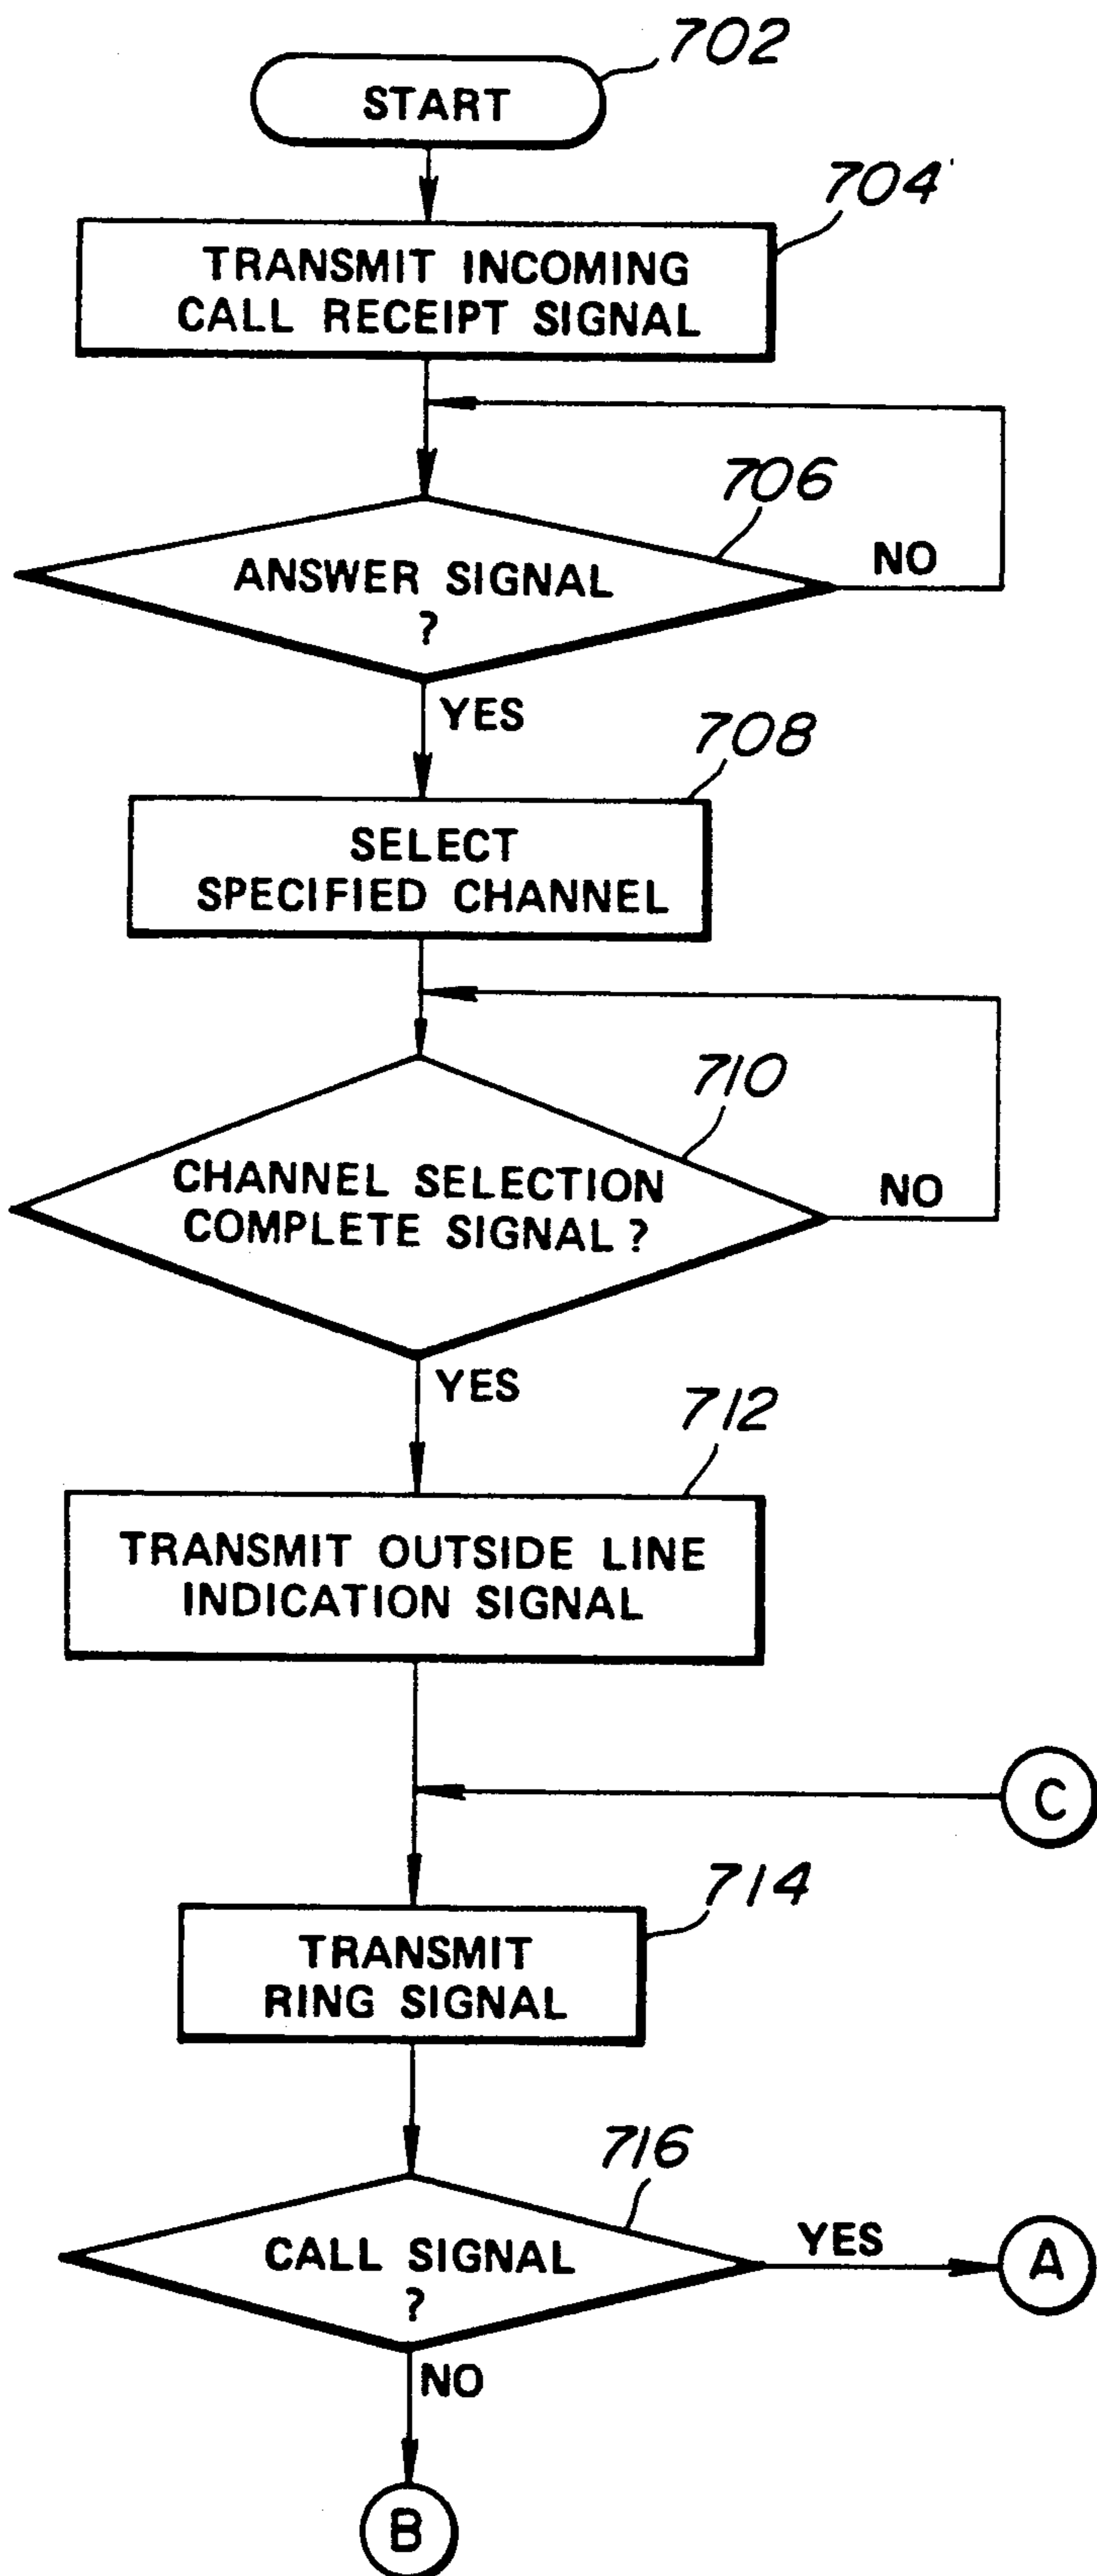 702
START
704
TRANSMIT INCOMING
CALL RECEIPT SIGNAL
706
ANSWER SIGNAL
?
NO
YES
708
SELECT
SPECIFIED CHANNEL
710
CHANNEL SELECTION
COMPLETE SIGNAL ?
NO
YES
712
TRANSMIT OUTSIDE LINE
INDICATION SIGNAL
C
714
TRANSMIT
RING SIGNAL
716
CALL SIGNAL
?
YES
A
NO
B